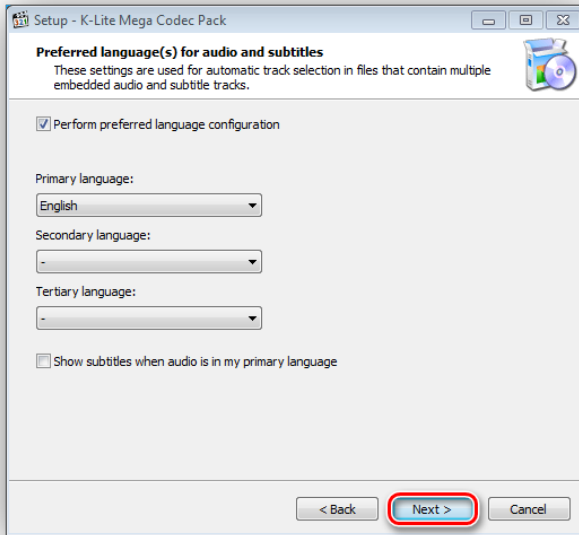 Setup - K-Lite Mega Codec Pack
Preferred language(s) for audio and subtitles
These settings are used for automatic track selection in files that contain multiple
embedded audio and subtitle tracks.
Perform preferred language configuration
Primary language:
English
Secondary language:
-
Tertiary language:
-
Show subtitles when audio is in my primary language
< Back Next > Cancel